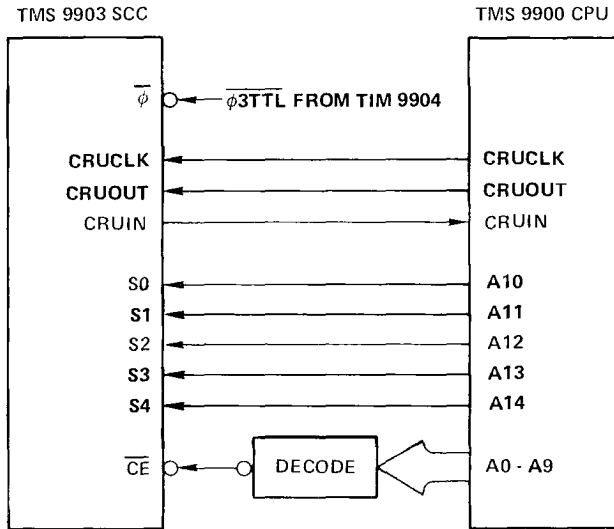 TMS 9903 SCC TMS 9900 CPU
φ̅ φ̅3̅T̅T̅L̅ FROM TIM 9904
CRUCLK CRUCLK
CRUOUT CRUOUT
CRUIN CRUIN
S0 A10
S1 A11
S2 A12
S3 A13
S4 A14
C̅E̅ DECODE A0 - A9